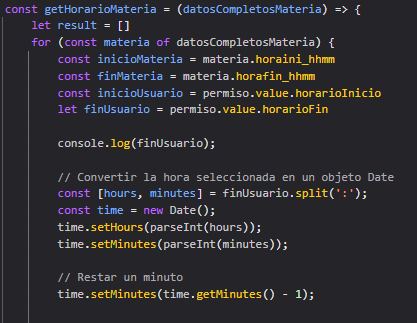 const getHorarioMateria = (datosCompletosMateria) => {
let result = []
for (const materia of datosCompletosMateria) {
const inicioMateria = materia.horaini_hhmm
const finMateria = materia.horafin_hhmm
const inicioUsuario = permiso.value.horarioInicio
let finUsuario = permiso.value.horarioFin
console.log(finUsuario);
// Convertir la hora seleccionada en un objeto Date
const [hours, minutes] = finUsuario.split(':');
const time = new Date();
time.setHours(parseInt(hours));
time.setMinutes(parseInt(minutes));
// Restar un minuto
time.setMinutes(time.getMinutes() - 1);